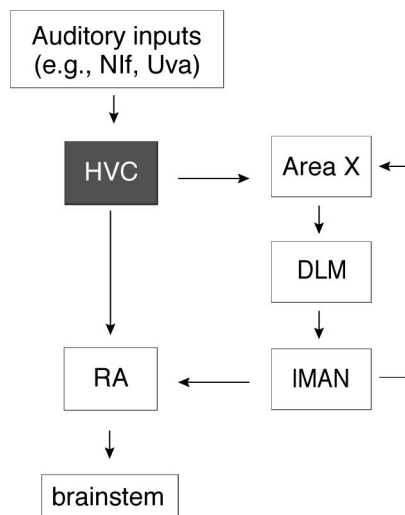 Auditory inputs
(e.g., NIf, Uva)
HVC
Area X
DLM
RA
lMAN
brainstem